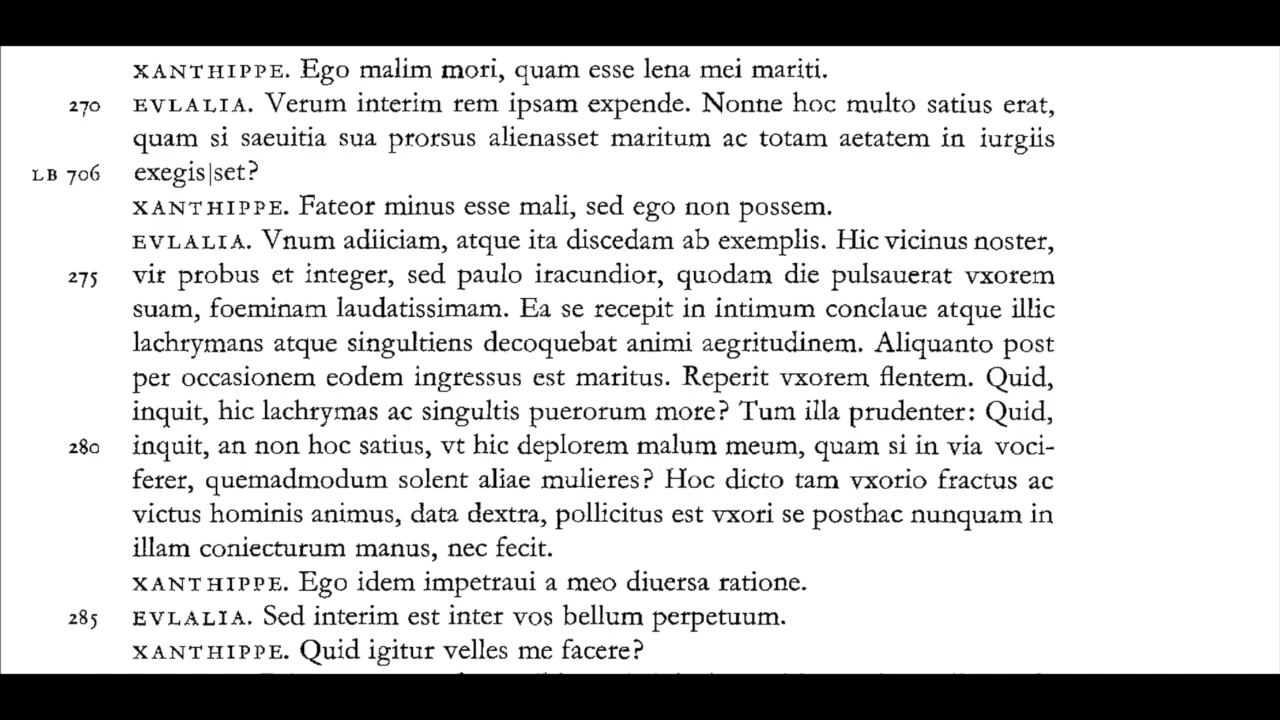 XANTHIPPE. Ego malim mori, quam esse lena mei mariti.
270 EVLALIA. Verum interim rem ipsam expende. Nonne hoc multo satius erat,
quam si saeuitia sua prorsus alienasset maritum ac totam aetatem in iurgiis
LB 706 exegis|set?
XANTHIPPE. Fateor minus esse mali, sed ego non possem.
EVLALIA. Vnum adiiciam, atque ita discedam ab exemplis. Hic vicinus noster,
275 vir probus et integer, sed paulo iracundior, quodam die pulsauerat vxorem
suam, foeminam laudatissimam. Ea se recepit in intimum conclaue atque illic
lachrymans atque singultiens decoquebat animi aegritudinem. Aliquanto post
per occasionem eodem ingressus est maritus. Reperit vxorem flentem. Quid,
inquit, hic lachrymas ac singultis puerorum more? Tum illa prudenter: Quid,
280 inquit, an non hoc satius, vt hic deplorem malum meum, quam si in via voci-
ferer, quemadmodum solent aliae mulieres? Hoc dicto tam vxorio fractus ac
victus hominis animus, data dextra, pollicitus est vxori se posthac nunquam in
illam coniecturum manus, nec fecit.
XANTHIPPE. Ego idem impetraui a meo diuersa ratione.
285 EVLALIA. Sed interim est inter vos bellum perpetuum.
XANTHIPPE. Quid igitur velles me facere?